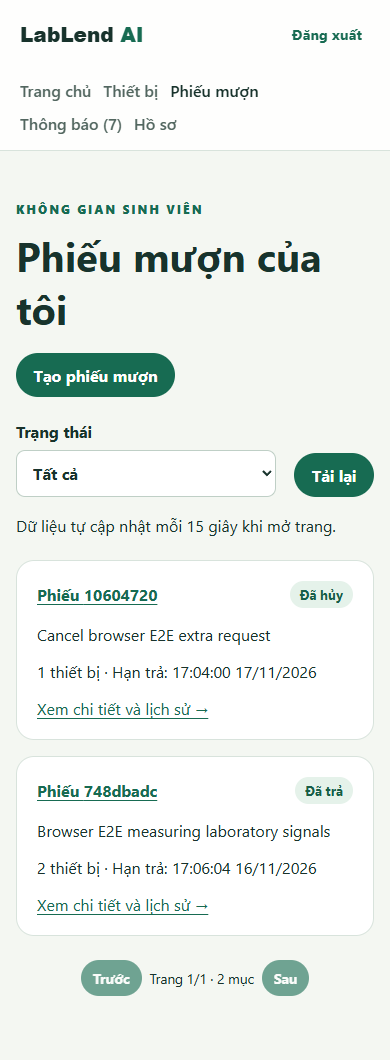 LabLend AI
Đăng xuất
Trang chủ Thiết bị Phiếu mượn
Thông báo (7) Hồ sơ
KHÔNG GIAN SINH VIÊN
Phiếu mượn của
tôi
Tạo phiếu mượn
Trạng thái
Tất cả
Tải lại
Dữ liệu tự cập nhật mỗi 15 giây khi mở trang.
Phiếu 10604720
Đã hủy
Cancel browser E2E extra request
1 thiết bị · Hạn trả: 17:04:00 17/11/2026
Xem chi tiết và lịch sử →
Phiếu 748dbadc
Đã trả
Browser E2E measuring laboratory signals
2 thiết bị · Hạn trả: 17:06:04 16/11/2026
Xem chi tiết và lịch sử →
Trước
Trang 1/1 · 2 mục
Sau